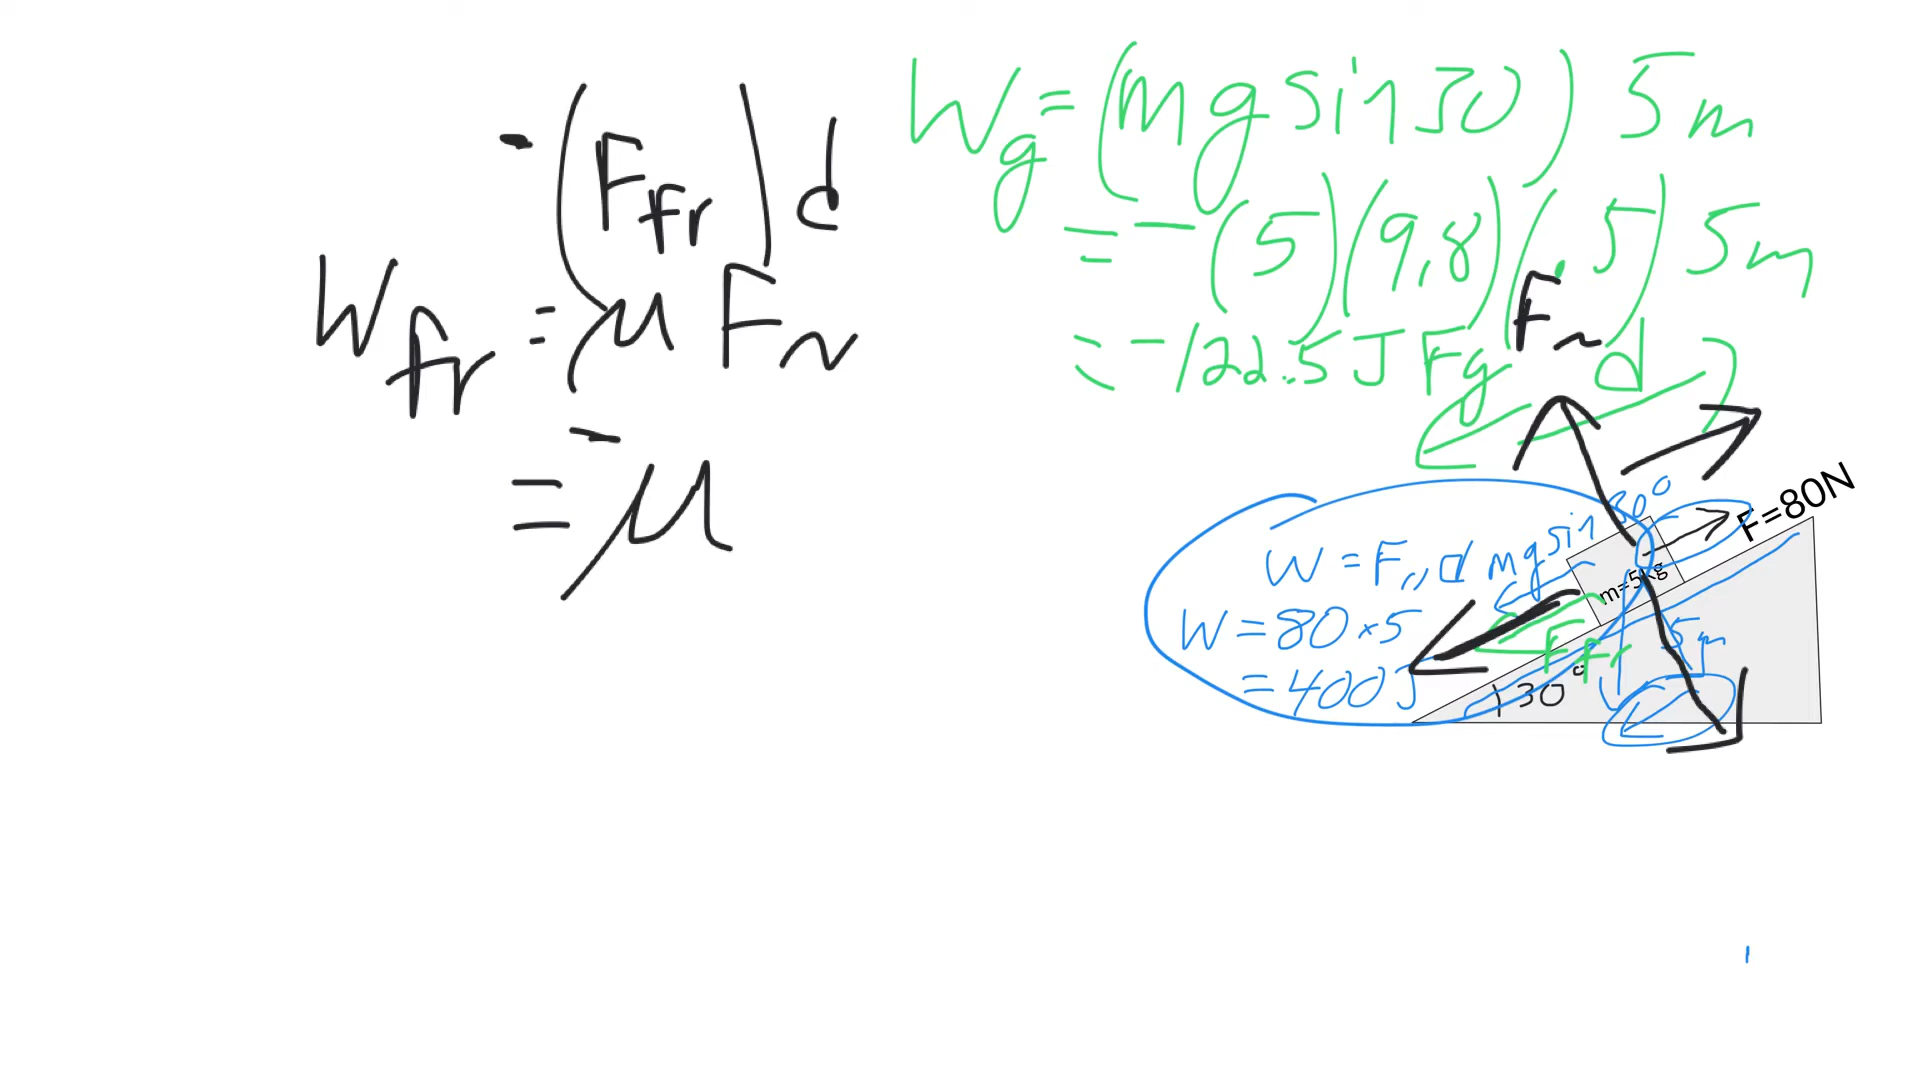 -(Ffr)d
Wfr = μ FN
= -μ
Wg = (mg sin 30) 5m
= -(5)(9.8)(.5) 5m
= -122.5 J
Fg d
FN
30°
F=80N
W = F,, d
mg sin
m=5kg
W = 80 × 5
= 400J
Ffr
5m
30°